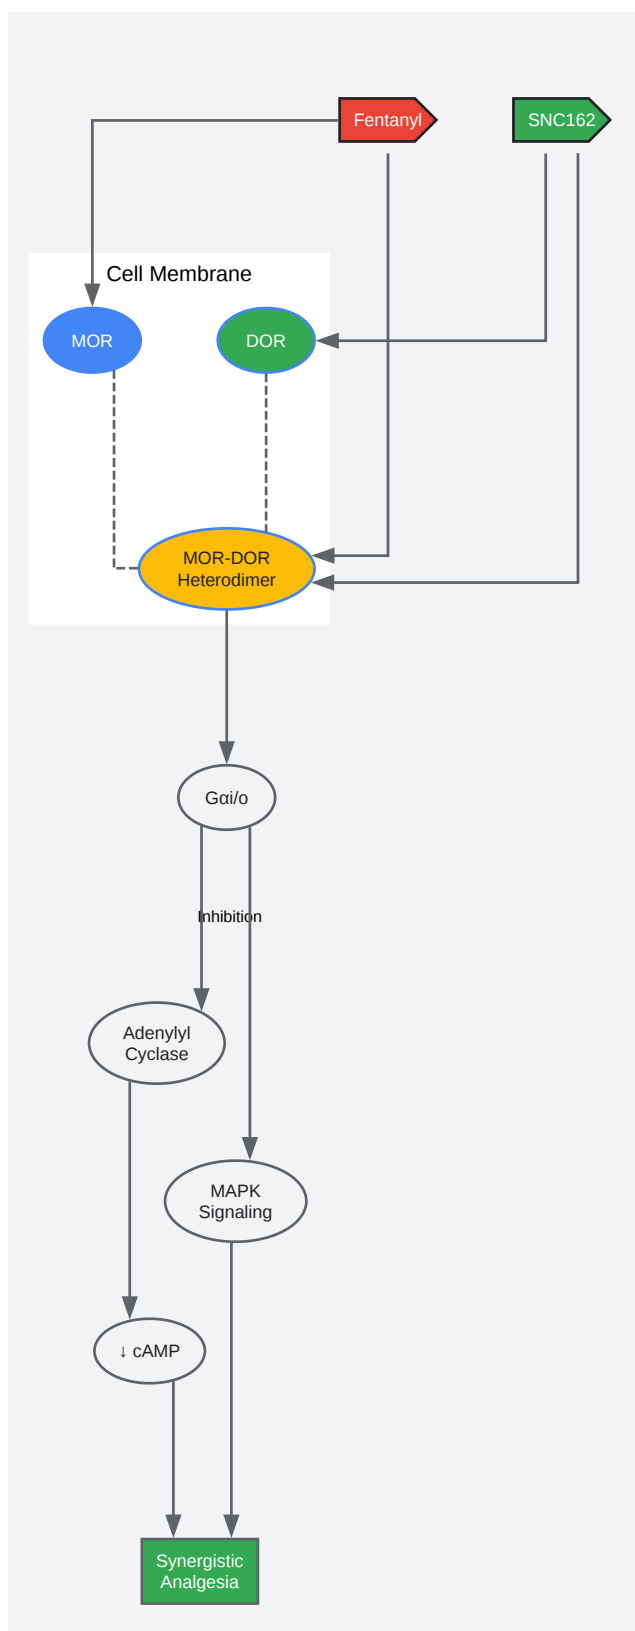 Fentanyl
SNC162
Cell Membrane
MOR
DOR
MOR-DOR
Heterodimer
Gαi/o
Inhibition
Adenylyl
Cyclase
MAPK
Signaling
↓ cAMP
Synergistic
Analgesia